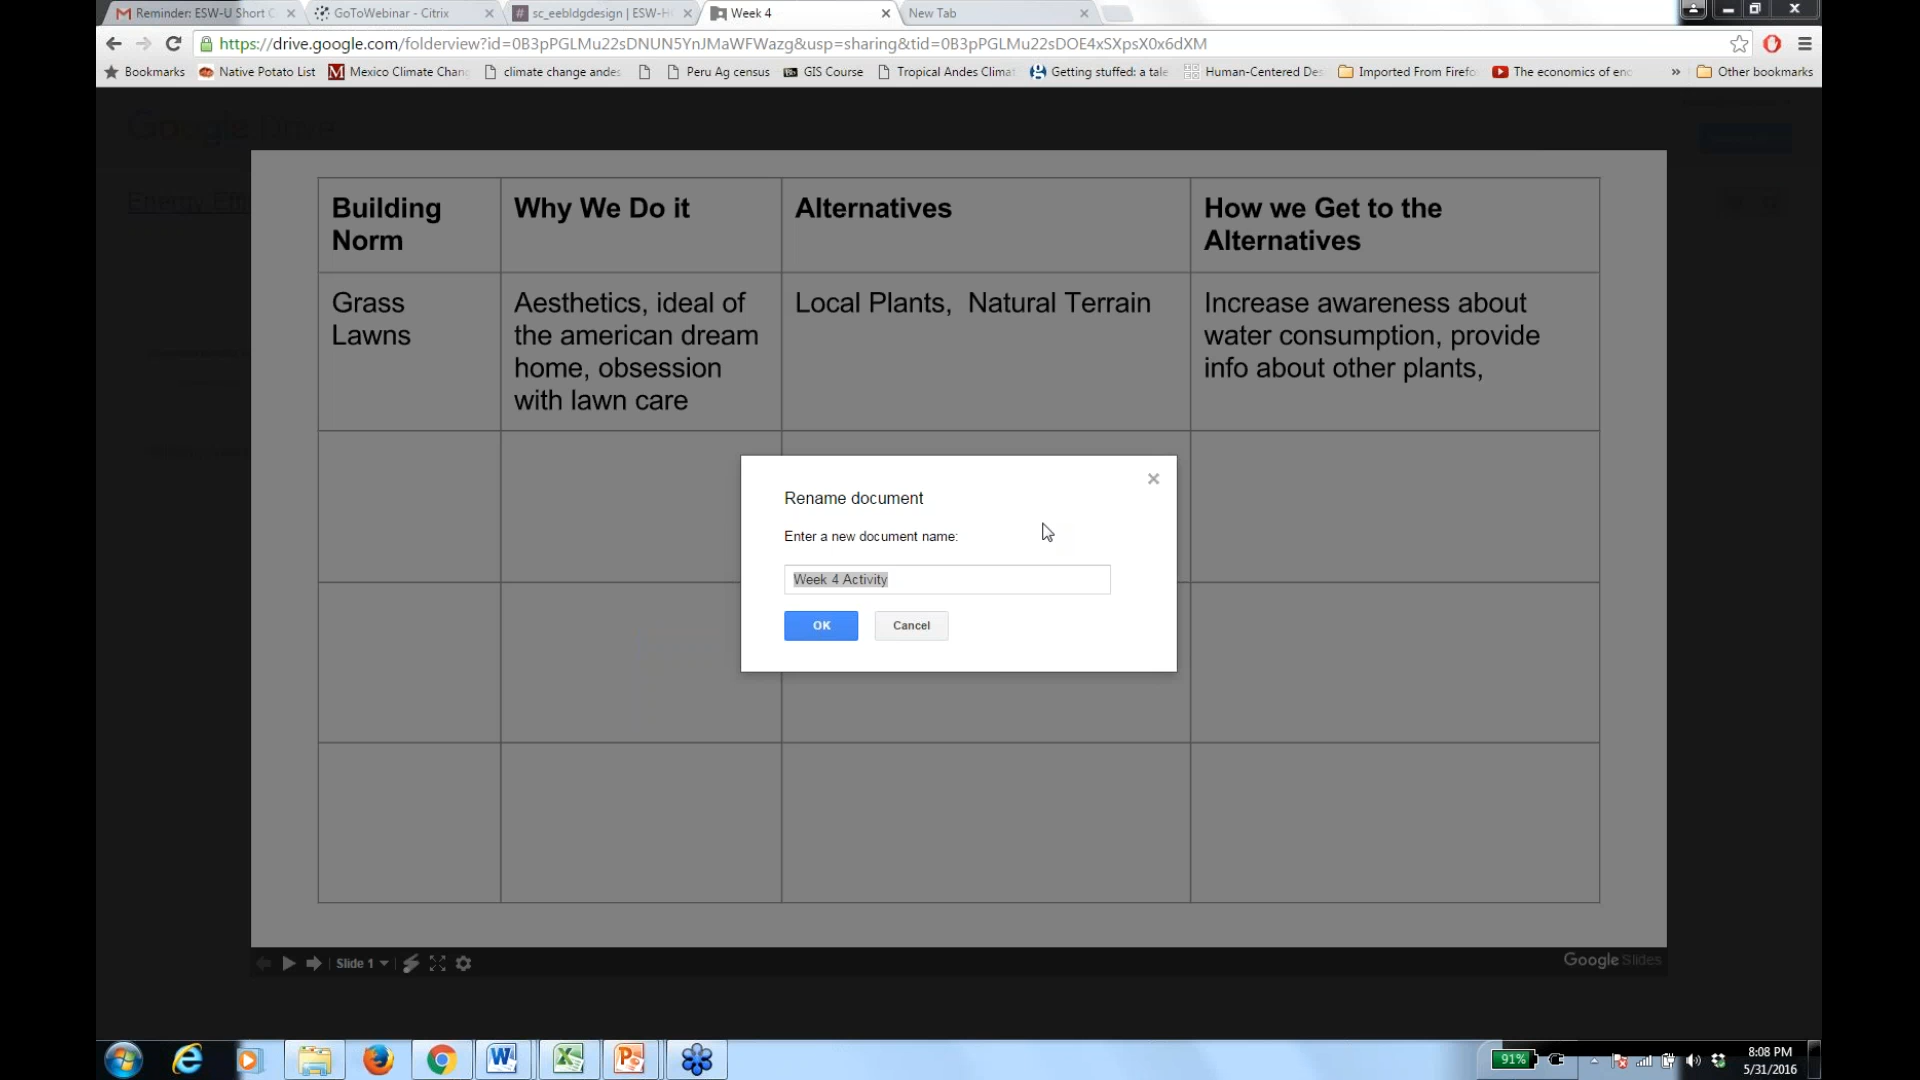 Reminder: ESW-U Short C
GoToWebinar - Citrix
sc_eebldgdesign | ESW-H
Week 4
New Tab
https://drive.google.com/folderview?id=0B3pPGLMu22sDNUN5YnJMaWFWazg&usp=sharing&tid=0B3pPGLMu22sDOE4xSXpsX0x6dXM
Bookmarks
Native Potato List
Mexico Climate Chan
climate change andes
Peru Ag census
GIS Course
Tropical Andes Clima
Getting stuffed: a tale
Human-Centered De
Imported From Firefo
The economics of eno
»
Other bookmarks
Google Drive
Energy Effi
Building
Norm
Why We Do it
Alternatives
How we Get to the
Alternatives
Grass
Lawns
Aesthetics, ideal of
the american dream
home, obsession
with lawn care
Local Plants, Natural Terrain
Increase awareness about
water consumption, provide
info about other plants,
Rename document
Enter a new document name:
Week 4 Activity
OK
Cancel
Slide 1
Google Slides
91%
8:08 PM
5/31/2016